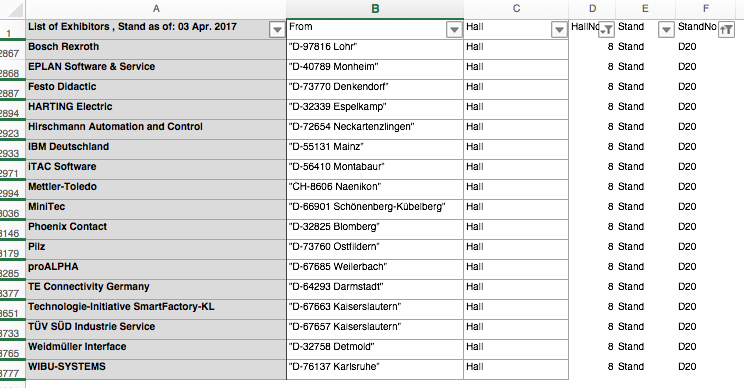 A B C D E F
1 List of Exhibitors , Stand as of: 03 Apr. 2017 From Hall HallNo Stand StandNo
2867 Bosch Rexroth "D-97816 Lohr" Hall 8 Stand D20
2868 EPLAN Software & Service "D-40789 Monheim" Hall 8 Stand D20
2887 Festo Didactic "D-73770 Denkendorf" Hall 8 Stand D20
2894 HARTING Electric "D-32339 Espelkamp" Hall 8 Stand D20
2923 Hirschmann Automation and Control "D-72654 Neckartenzlingen" Hall 8 Stand D20
2933 IBM Deutschland "D-55131 Mainz" Hall 8 Stand D20
2971 iTAC Software "D-56410 Montabaur" Hall 8 Stand D20
2994 Mettler-Toledo "CH-8606 Naenikon" Hall 8 Stand D20
3036 MiniTec "D-66901 Schönenberg-Kübelberg" Hall 8 Stand D20
3146 Phoenix Contact "D-32825 Blomberg" Hall 8 Stand D20
3179 Pilz "D-73760 Ostfildern" Hall 8 Stand D20
3285 proALPHA "D-67685 Weilerbach" Hall 8 Stand D20
3377 TE Connectivity Germany "D-64293 Darmstadt" Hall 8 Stand D20
3651 Technologie-Initiative SmartFactory-KL "D-67663 Kaiserslautern" Hall 8 Stand D20
3733 TÜV SÜD Industrie Service "D-67657 Kaiserslautern" Hall 8 Stand D20
3765 Weidmüller Interface "D-32758 Detmold" Hall 8 Stand D20
3777 WIBU-SYSTEMS "D-76137 Karlsruhe" Hall 8 Stand D20